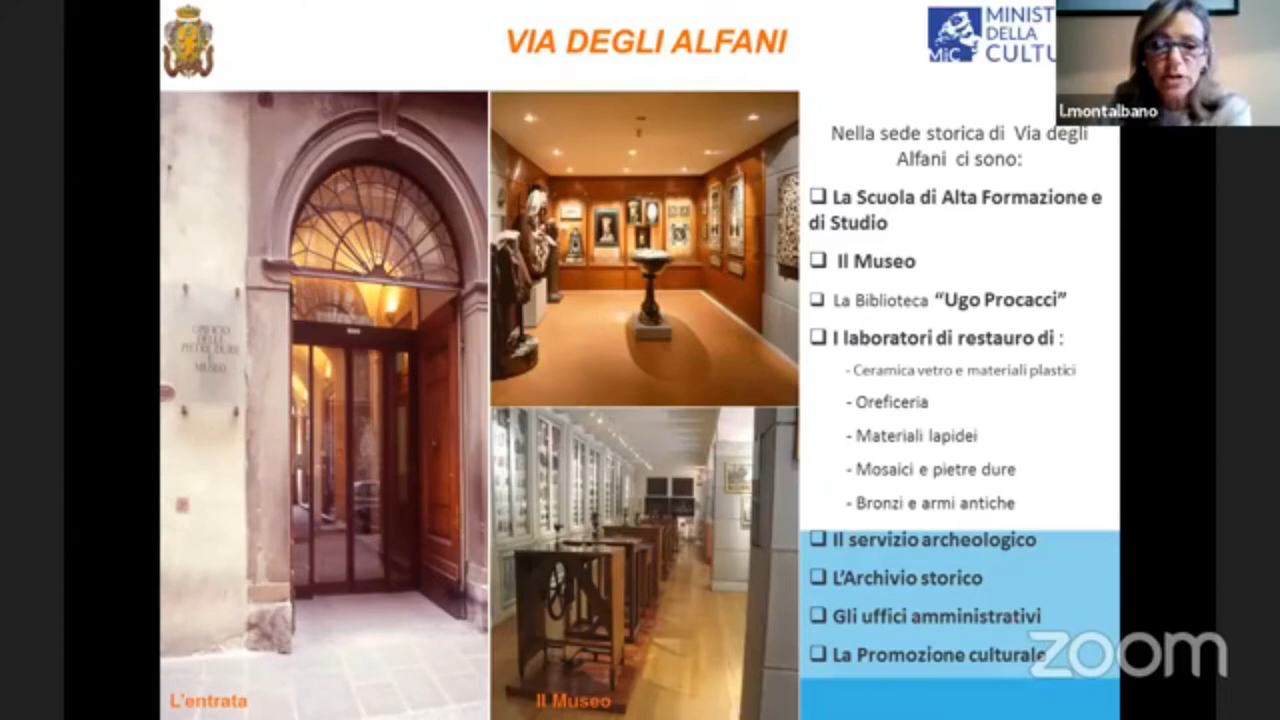 VIA DEGLI ALFANI
MINIST
DELLA
CULTU
MiC
l.montalbano
Nella sede storica di Via degli
Alfani ci sono:
La Scuola di Alta Formazione e
di Studio
Il Museo
La Biblioteca “Ugo Procacci”
I laboratori di restauro di :
- Ceramica vetro e materiali plastici
- Oreficeria
- Materiali lapidei
- Mosaici e pietre dure
- Bronzi e armi antiche
Il servizio archeologico
L'Archivio storico
Gli uffici amministrativi
La Promozione culturale
zoom
OPIFICIO
DELLE
PIETRE DURE
E
MUSEO
L'entrata
Il Museo